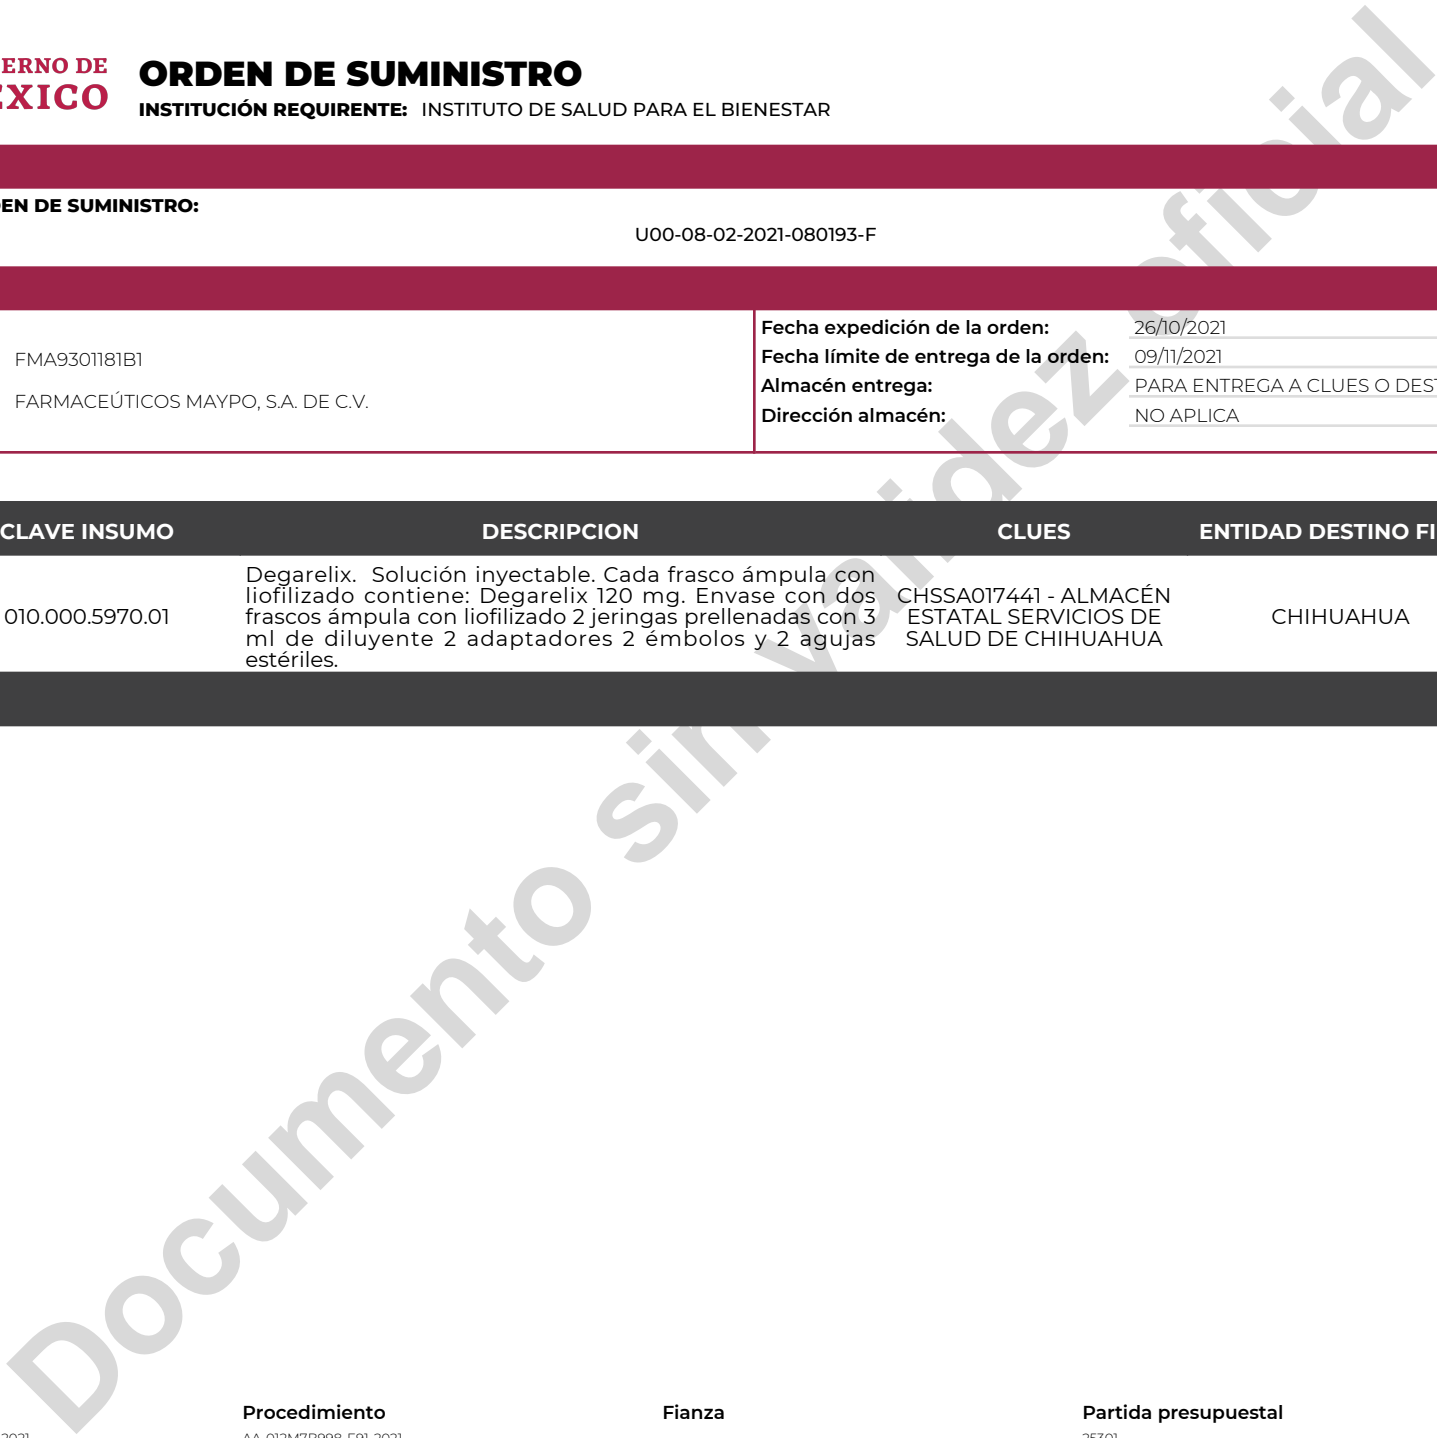 ERNO DE
EXICO
ORDEN DE SUMINISTRO
INSTITUCIÓN REQUIRENTE: INSTITUTO DE SALUD PARA EL BIENESTAR
EN DE SUMINISTRO:
U00-08-02-2021-080193-F
FMA9301181B1
FARMACEÚTICOS MAYPO, S.A. DE C.V.
Fecha expedición de la orden: 26/10/2021
Fecha límite de entrega de la orden: 09/11/2021
Almacén entrega: PARA ENTREGA A CLUES O DEST
Dirección almacén: NO APLICA
CLAVE INSUMO DESCRIPCION CLUES ENTIDAD DESTINO FI
010.000.5970.01
Degarelix. Solución inyectable. Cada frasco ámpula con
liofilizado contiene: Degarelix 120 mg. Envase con dos
frascos ámpula con liofilizado 2 jeringas prellenadas con 3
ml de diluyente 2 adaptadores 2 émbolos y 2 agujas
estériles.
CHSSA017441 - ALMACÉN
ESTATAL SERVICIOS DE
SALUD DE CHIHUAHUA
CHIHUAHUA
Documento sin validez oficial
Procedimiento Fianza Partida presupuestal